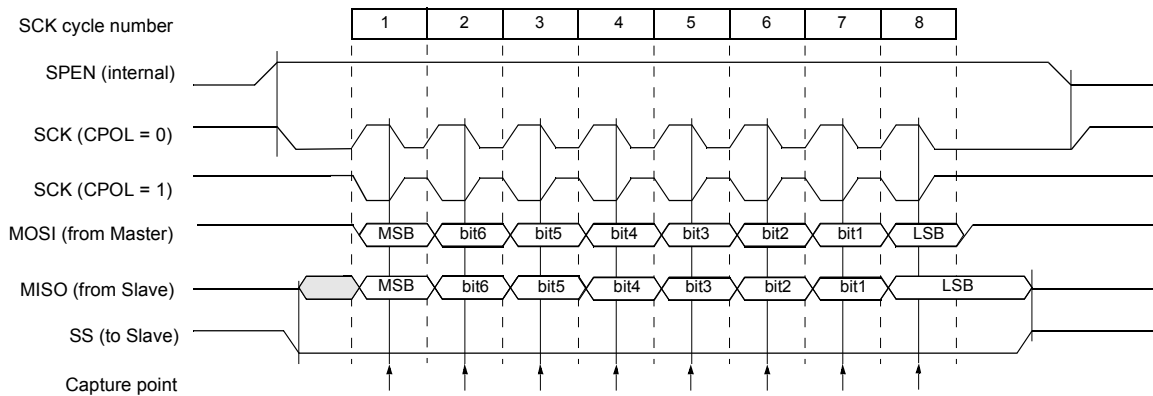 SCK cycle number 1 2 3 4 5 6 7 8
SPEN (internal)
SCK (CPOL = 0)
SCK (CPOL = 1)
MOSI (from Master) MSB bit6 bit5 bit4 bit3 bit2 bit1 LSB
MISO (from Slave) MSB bit6 bit5 bit4 bit3 bit2 bit1 LSB
SS (to Slave)
Capture point